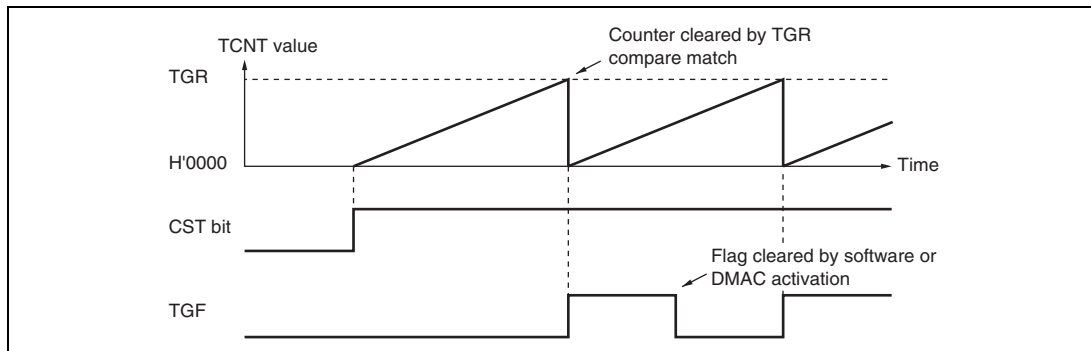 Counter cleared by TGR
compare match
TCNT value
TGR
H'0000
Time
CST bit
Flag cleared by software or
DMAC activation
TGF